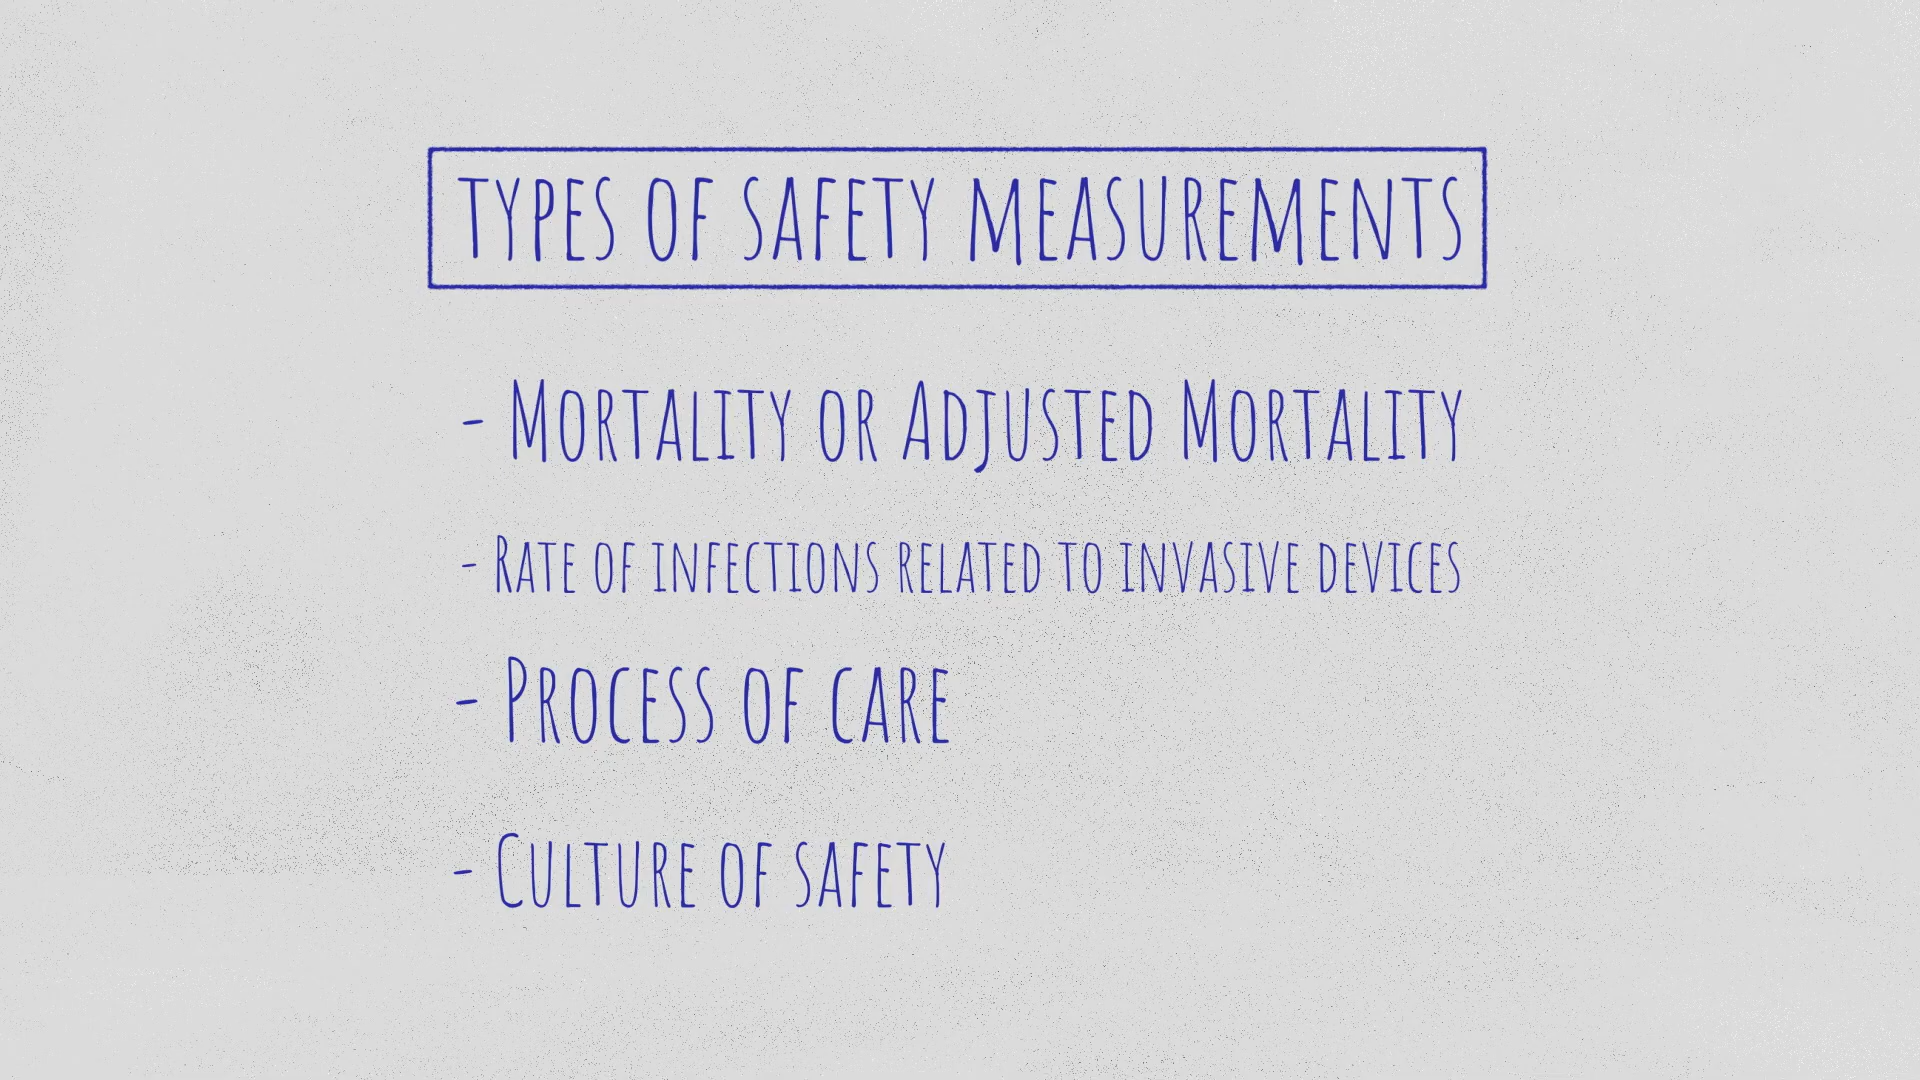 TYPES OF SAFETY MEASUREMENTS
- MORTALITY OR ADJUSTED MORTALITY
- RATE OF INFECTIONS RELATED TO INVASIVE DEVICES
- PROCESS OF CARE
- CULTURE OF SAFETY